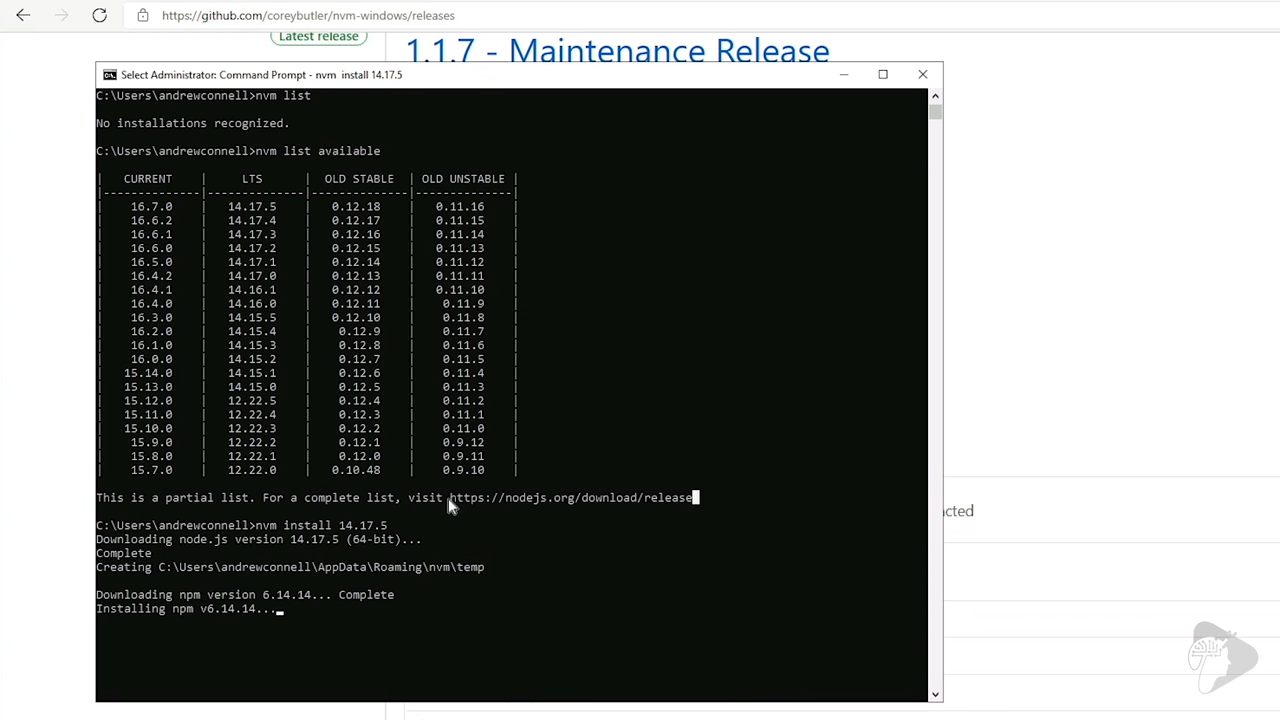 https://github.com/coreybutler/nvm-windows/releases
Latest release
1.1.7 - Maintenance Release
Select Administrator: Command Prompt - nvm install 14.17.5
C:\Users\andrewconnell>nvm list
No installations recognized.
C:\Users\andrewconnell>nvm list available
| CURRENT | LTS | OLD STABLE | OLD UNSTABLE |
|--------------|--------------|--------------|--------------|
| 16.7.0 | 14.17.5 | 0.12.18 | 0.11.16 |
| 16.6.2 | 14.17.4 | 0.12.17 | 0.11.15 |
| 16.6.1 | 14.17.3 | 0.12.16 | 0.11.14 |
| 16.6.0 | 14.17.2 | 0.12.15 | 0.11.13 |
| 16.5.0 | 14.17.1 | 0.12.14 | 0.11.12 |
| 16.4.2 | 14.17.0 | 0.12.13 | 0.11.11 |
| 16.4.1 | 14.16.1 | 0.12.12 | 0.11.10 |
| 16.4.0 | 14.16.0 | 0.12.11 | 0.11.9 |
| 16.3.0 | 14.15.5 | 0.12.10 | 0.11.8 |
| 16.2.0 | 14.15.4 | 0.12.9 | 0.11.7 |
| 16.1.0 | 14.15.3 | 0.12.8 | 0.11.6 |
| 16.0.0 | 14.15.2 | 0.12.7 | 0.11.5 |
| 15.14.0 | 14.15.1 | 0.12.6 | 0.11.4 |
| 15.13.0 | 14.15.0 | 0.12.5 | 0.11.3 |
| 15.12.0 | 12.22.5 | 0.12.4 | 0.11.2 |
| 15.11.0 | 12.22.4 | 0.12.3 | 0.11.1 |
| 15.10.0 | 12.22.3 | 0.12.2 | 0.11.0 |
| 15.9.0 | 12.22.2 | 0.12.1 | 0.9.12 |
| 15.8.0 | 12.22.1 | 0.12.0 | 0.9.11 |
| 15.7.0 | 12.22.0 | 0.10.48 | 0.9.10 |
This is a partial list. For a complete list, visit https://nodejs.org/download/release
C:\Users\andrewconnell>nvm install 14.17.5
Downloading node.js version 14.17.5 (64-bit)...
Complete
Creating C:\Users\andrewconnell\AppData\Roaming\nvm\temp
Downloading npm version 6.14.14... Complete
Installing npm v6.14.14...